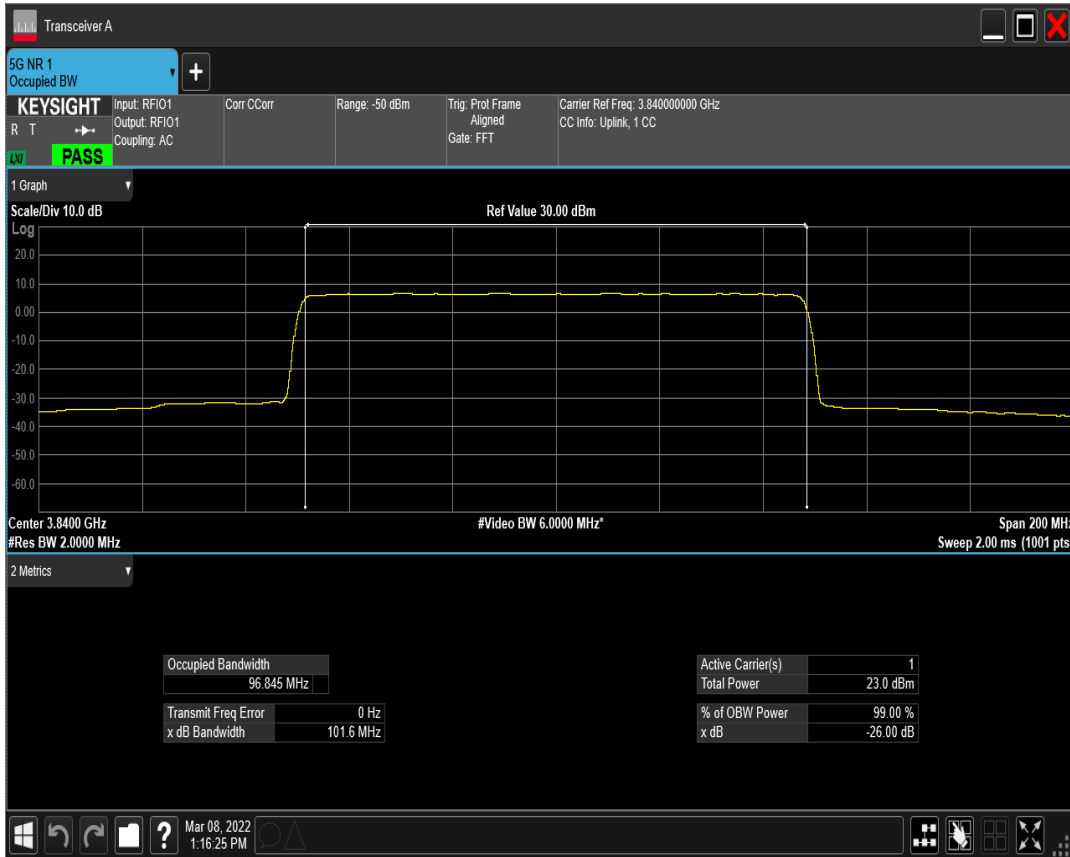 Transceiver A
5G NR 1
Occupied BW
KEYSIGHT
R T
LXI
PASS
Input: RFIO1
Output: RFIO1
Coupling: AC
Corr CCorr
Range: -50 dBm
Trig: Prot Frame
Aligned
Gate: FFT
Carrier Ref Freq: 3.840000000 GHz
CC Info: Uplink, 1 CC
1 Graph
Scale/Div 10.0 dB
Ref Value 30.00 dBm
Log
20.0
10.0
0.00
-10.0
-20.0
-30.0
-40.0
-50.0
-60.0
Center 3.8400 GHz
#Video BW 6.0000 MHz*
Span 200 MHz
#Res BW 2.0000 MHz
Sweep 2.00 ms (1001 pts
2 Metrics
Occupied Bandwidth
96.845 MHz
Transmit Freq Error 0 Hz
x dB Bandwidth 101.6 MHz
Active Carrier(s) 1
Total Power 23.0 dBm
% of OBW Power 99.00 %
x dB -26.00 dB
?
Mar 08, 2022
1:16:25 PM